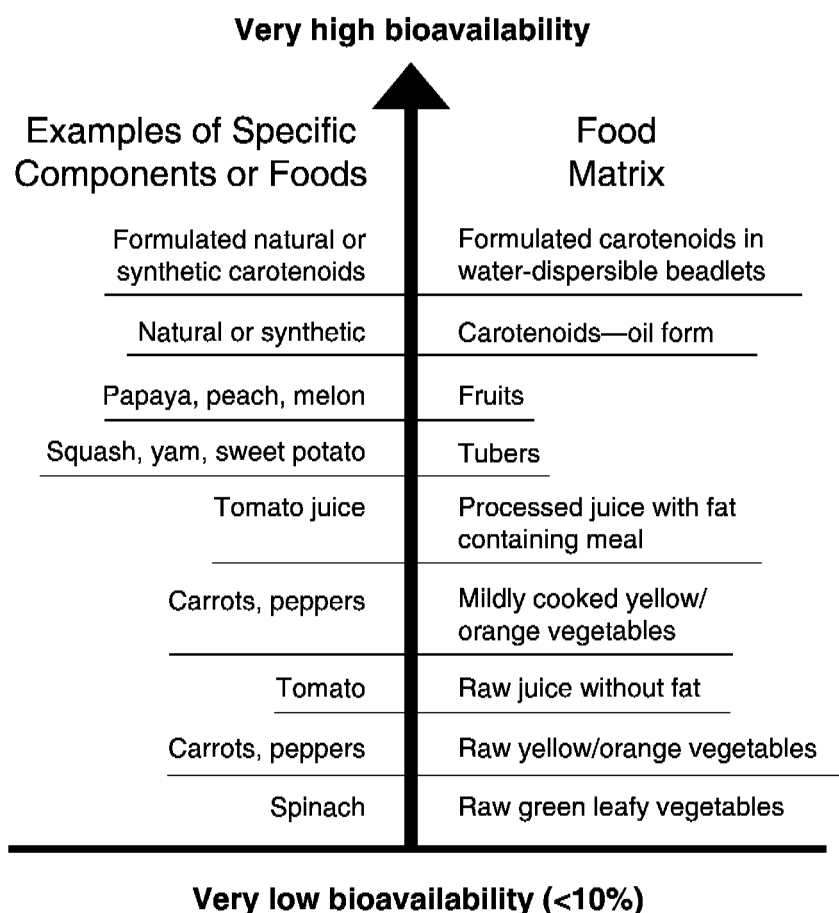 Very high bioavailability
Examples of Specific
Components or Foods
Food
Matrix
Formulated natural or
synthetic carotenoids
Formulated carotenoids in
water-dispersible beadlets
Natural or synthetic
Carotenoids—oil form
Papaya, peach, melon
Fruits
Squash, yam, sweet potato
Tubers
Tomato juice
Processed juice with fat
containing meal
Carrots, peppers
Mildly cooked yellow/
orange vegetables
Tomato
Raw juice without fat
Carrots, peppers
Raw yellow/orange vegetables
Spinach
Raw green leafy vegetables
Very low bioavailability (<10%)